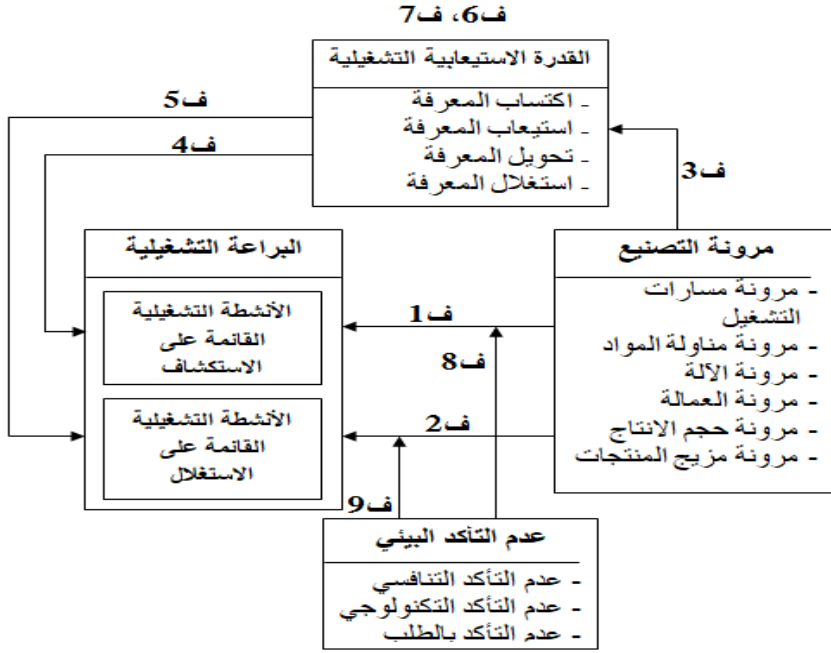 ف6، ف7
القدرة الاستيعابية التشغيلية
- اكتساب المعرفة
- استيعاب المعرفة
- تحويل المعرفة
- استغلال المعرفة
ف5
ف4
ف3
مرونة التصنيع
- مرونة مسارات
التشغيل
- مرونة مناولة المواد
- مرونة الآلة
- مرونة العمالة
- مرونة حجم الانتاج
- مرونة مزيج المنتجات
البراعة التشغيلية
الأنشطة التشغيلية
القائمة على
الاستكشاف
الأنشطة التشغيلية
القائمة على
الاستغلال
ف1
ف8
ف2
ف9
عدم التأكد البيئي
- عدم التأكد التنافسي
- عدم التأكد التكنولوجي
- عدم التأكد بالطلب